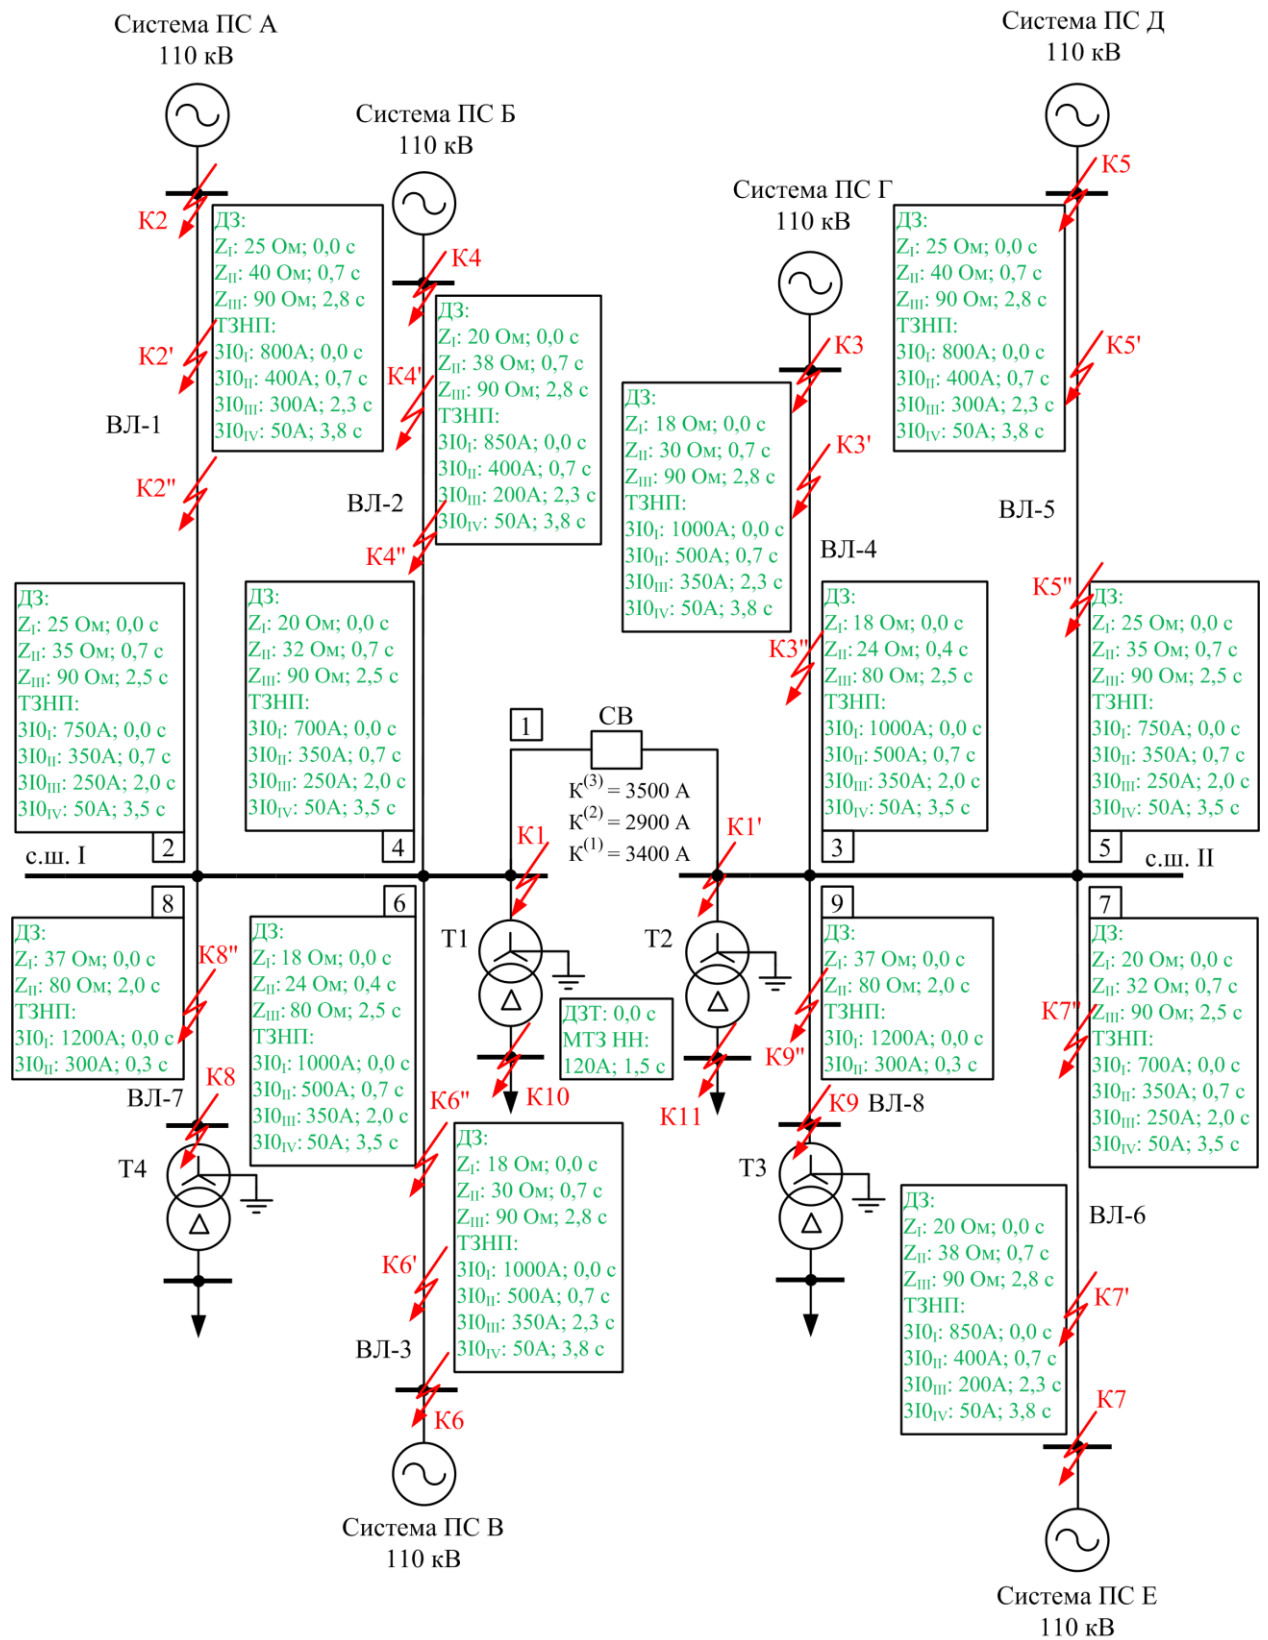 Система ПС А
110 кВ
Система ПС Б
110 кВ
Система ПС Г
110 кВ
Система ПС Д
110 кВ
К2
ДЗ:
ZI: 25 Ом; 0,0 с
ZII: 40 Ом; 0,7 с
ZIII: 90 Ом; 2,8 с
ТЗНП:
3I0I: 800А; 0,0 с
3I0II: 400А; 0,7 с
3I0III: 300А; 2,3 с
3I0IV: 50А; 3,8 с
К2'
ВЛ-1
К2''
К4
ДЗ:
ZI: 20 Ом; 0,0 с
ZII: 38 Ом; 0,7 с
ZIII: 90 Ом; 2,8 с
ТЗНП:
3I0I: 850А; 0,0 с
3I0II: 400А; 0,7 с
3I0III: 200А; 2,3 с
3I0IV: 50А; 3,8 с
К4'
ВЛ-2
К4''
К3
ДЗ:
ZI: 18 Ом; 0,0 с
ZII: 30 Ом; 0,7 с
ZIII: 90 Ом; 2,8 с
ТЗНП:
3I0I: 1000А; 0,0 с
3I0II: 500А; 0,7 с
3I0III: 350А; 2,3 с
3I0IV: 50А; 3,8 с
К3'
ВЛ-4
К3''
К5
ДЗ:
ZI: 25 Ом; 0,0 с
ZII: 40 Ом; 0,7 с
ZIII: 90 Ом; 2,8 с
ТЗНП:
3I0I: 800А; 0,0 с
3I0II: 400А; 0,7 с
3I0III: 300А; 2,3 с
3I0IV: 50А; 3,8 с
К5'
ВЛ-5
К5''
ДЗ:
ZI: 25 Ом; 0,0 с
ZII: 35 Ом; 0,7 с
ZIII: 90 Ом; 2,5 с
ТЗНП:
3I0I: 750А; 0,0 с
3I0II: 350А; 0,7 с
3I0III: 250А; 2,0 с
3I0IV: 50А; 3,5 с
2
ДЗ:
ZI: 20 Ом; 0,0 с
ZII: 32 Ом; 0,7 с
ZIII: 90 Ом; 2,5 с
ТЗНП:
3I0I: 700А; 0,0 с
3I0II: 350А; 0,7 с
3I0III: 250А; 2,0 с
3I0IV: 50А; 3,5 с
4
1
СВ
К(3) = 3500 А
К(2) = 2900 А
К(1) = 3400 А
К1
К1'
ДЗ:
ZI: 18 Ом; 0,0 с
ZII: 24 Ом; 0,4 с
ZIII: 80 Ом; 2,5 с
ТЗНП:
3I0I: 1000А; 0,0 с
3I0II: 500А; 0,7 с
3I0III: 350А; 2,0 с
3I0IV: 50А; 3,5 с
3
ДЗ:
ZI: 25 Ом; 0,0 с
ZII: 35 Ом; 0,7 с
ZIII: 90 Ом; 2,5 с
ТЗНП:
3I0I: 750А; 0,0 с
3I0II: 350А; 0,7 с
3I0III: 250А; 2,0 с
3I0IV: 50А; 3,5 с
5
с.ш. I
с.ш. II
8
ДЗ:
ZI: 37 Ом; 0,0 с
ZII: 80 Ом; 2,0 с
ТЗНП:
3I0I: 1200А; 0,0 с
3I0II: 300А; 0,3 с
К8''
ВЛ-7
К8
Т4
6
ДЗ:
ZI: 18 Ом; 0,0 с
ZII: 24 Ом; 0,4 с
ZIII: 80 Ом; 2,5 с
ТЗНП:
3I0I: 1000А; 0,0 с
3I0II: 500А; 0,7 с
3I0III: 350А; 2,0 с
3I0IV: 50А; 3,5 с
Т1
К10
ДЗТ: 0,0 с
МТЗ НН:
120А; 1,5 с
Т2
К11
9
ДЗ:
ZI: 37 Ом; 0,0 с
ZII: 80 Ом; 2,0 с
ТЗНП:
3I0I: 1200А; 0,0 с
3I0II: 300А; 0,3 с
К9''
К9
ВЛ-8
Т3
7
ДЗ:
ZI: 20 Ом; 0,0 с
ZII: 32 Ом; 0,7 с
ZIII: 90 Ом; 2,5 с
ТЗНП:
3I0I: 700А; 0,0 с
3I0II: 350А; 0,7 с
3I0III: 250А; 2,0 с
3I0IV: 50А; 3,5 с
К7''
К6''
ДЗ:
ZI: 18 Ом; 0,0 с
ZII: 30 Ом; 0,7 с
ZIII: 90 Ом; 2,8 с
ТЗНП:
3I0I: 1000А; 0,0 с
3I0II: 500А; 0,7 с
3I0III: 350А; 2,3 с
3I0IV: 50А; 3,8 с
К6'
ВЛ-3
К6
ВЛ-6
ДЗ:
ZI: 20 Ом; 0,0 с
ZII: 38 Ом; 0,7 с
ZIII: 90 Ом; 2,8 с
ТЗНП:
3I0I: 850А; 0,0 с
3I0II: 400А; 0,7 с
3I0III: 200А; 2,3 с
3I0IV: 50А; 3,8 с
К7'
К7
Система ПС В
110 кВ
Система ПС Е
110 кВ